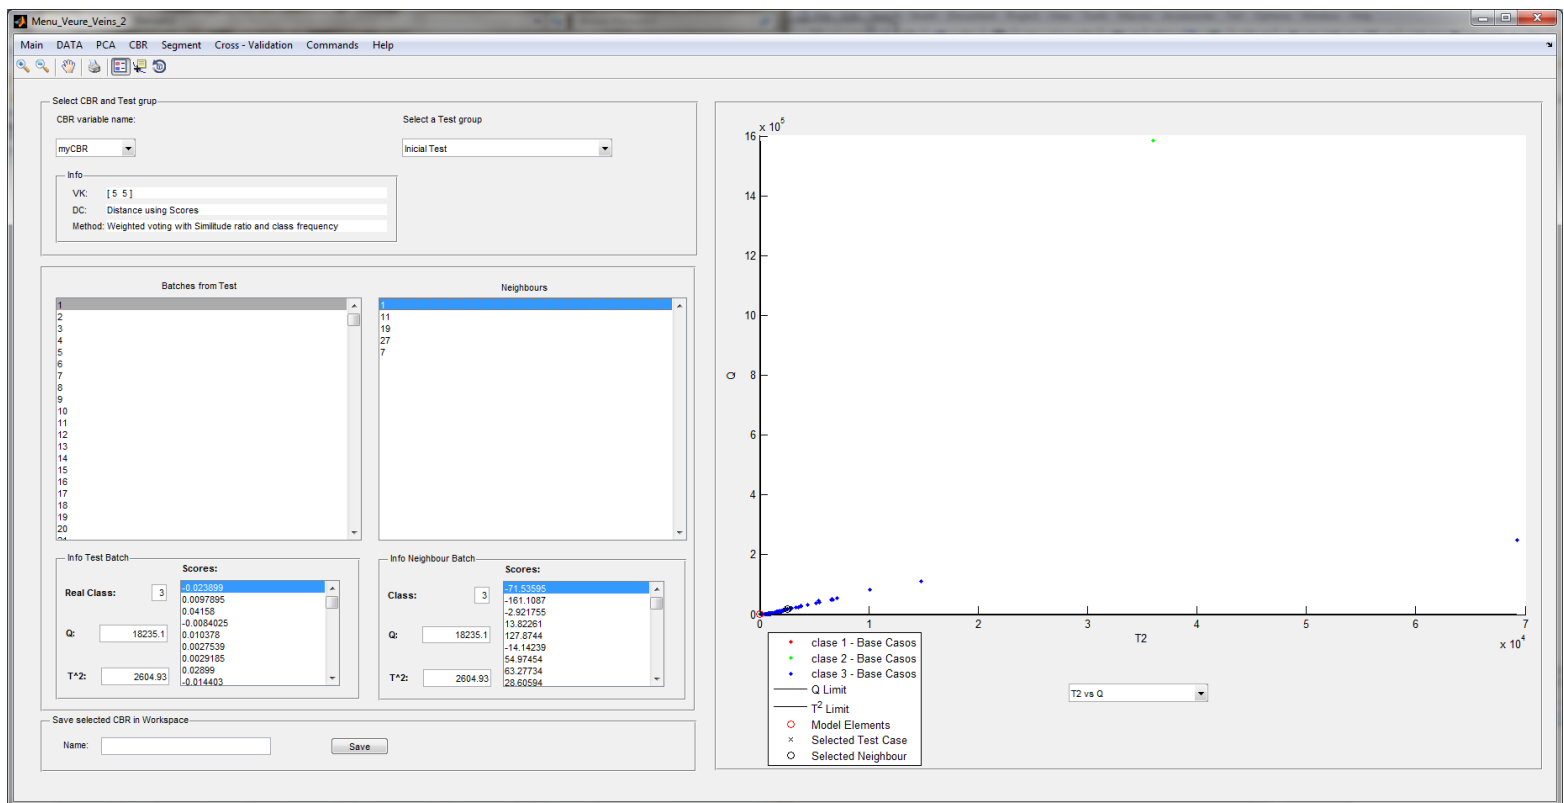 Menu_Veure_Veins_2
Main DATA PCA CBR Segment Cross - Validation Commands Help
Select CBR and Test grup
CBR variable name:
myCBR
Select a Test group
Inicial Test
Info
VK: [ 5 5 ]
DC: Distance using Scores
Method: Weighted voting with Similitude ratio and class frequency
Batches from Test
1
2
3
4
5
6
7
8
9
10
11
12
13
14
15
16
17
18
19
20
21
Neighbours
1
11
19
27
7
Info Test Batch
Scores:
Real Class: 3
Q: 18235.1
T^2: 2604.93
-0.023899
0.0097895
0.04158
-0.0084025
0.010378
0.0027539
0.0029185
0.02899
-0.014403
Info Neighbour Batch
Scores:
Class: 3
Q: 18235.1
T^2: 2604.93
-71.53595
-161.1087
-2.921755
13.82261
127.8744
-14.14239
54.97454
63.27734
28.60594
Save selected CBR in Workspace
Name:
Save
x 10^5
16
14
12
10
8
6
4
2
0
Q
0 1 2 3 4 5 6 7
T2
x 10^4
clase 1 - Base Casos
clase 2 - Base Casos
clase 3 - Base Casos
Q Limit
T^2 Limit
Model Elements
Selected Test Case
Selected Neighbour
T2 vs Q